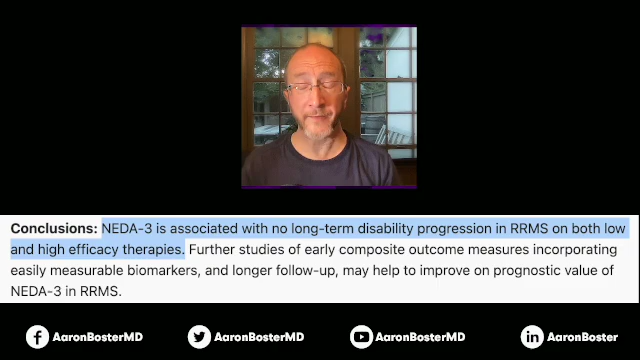 Conclusions: NEDA-3 is associated with no long-term disability progression in RRMS on both low
and high efficacy therapies. Further studies of early composite outcome measures incorporating
easily measurable biomarkers, and longer follow-up, may help to improve on prognostic value of
NEDA-3 in RRMS.
AaronBosterMD AaronBosterMD AaronBosterMD AaronBoster